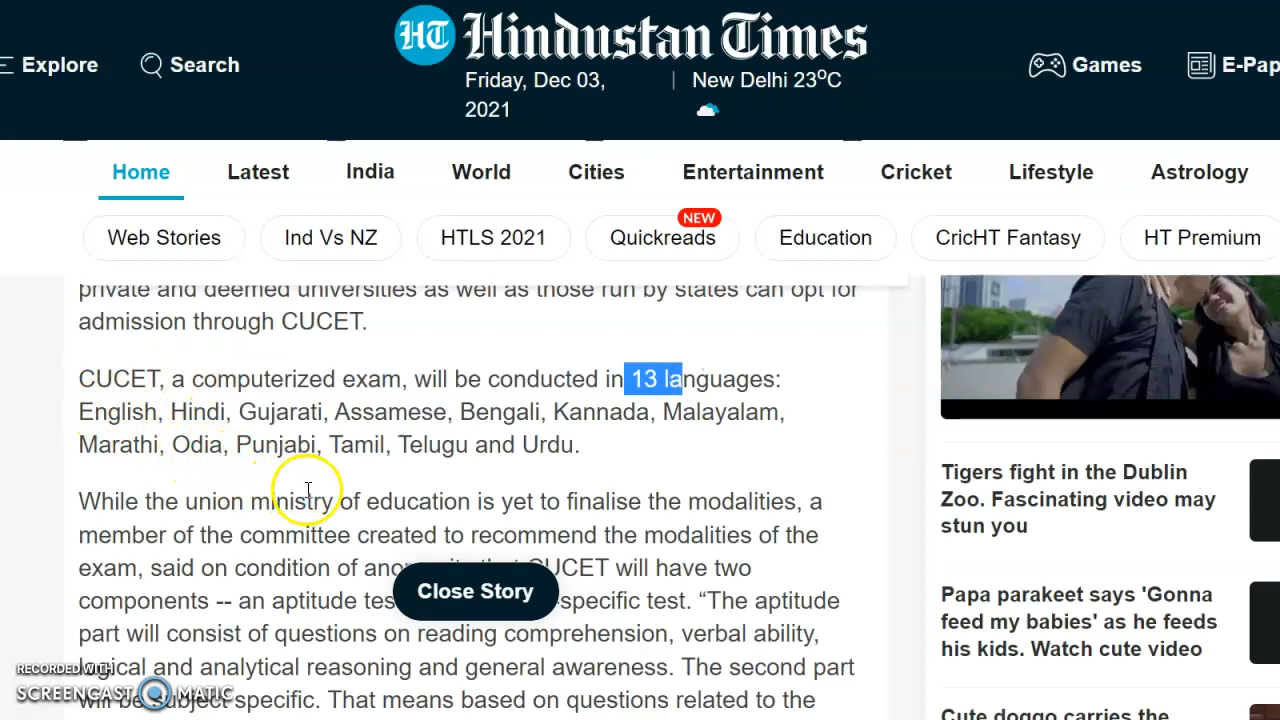 HT Hindustan Times
Explore
Search
Friday, Dec 03,
2021
New Delhi 23⁰C
Games
E-Pap
Home
Latest
India
World
Cities
Entertainment
Cricket
Lifestyle
Astrology
NEW
Web Stories
Ind Vs NZ
HTLS 2021
Quickreads
Education
CricHT Fantasy
HT Premium
private and deemed universities as well as those run by states can opt for
admission through CUCET.
CUCET, a computerized exam, will be conducted in 13 languages:
English, Hindi, Gujarati, Assamese, Bengali, Kannada, Malayalam,
Marathi, Odia, Punjabi, Tamil, Telugu and Urdu.
While the union ministry of education is yet to finalise the modalities, a
member of the committee created to recommend the modalities of the
exam, said on condition of CUCET will have two
components -- an aptitude -specific test. “The aptitude
Close Story
part will consist of questions on reading comprehension, verbal ability,
logical and analytical reasoning and general awareness. The second part
will be subject specific. That means based on questions related to the
Tigers fight in the Dublin
Zoo. Fascinating video may
stun you
Papa parakeet says 'Gonna
feed my babies' as he feeds
his kids. Watch cute video
Cute doggo carries the
RECORDED WITH
SCREENCAST MATIC